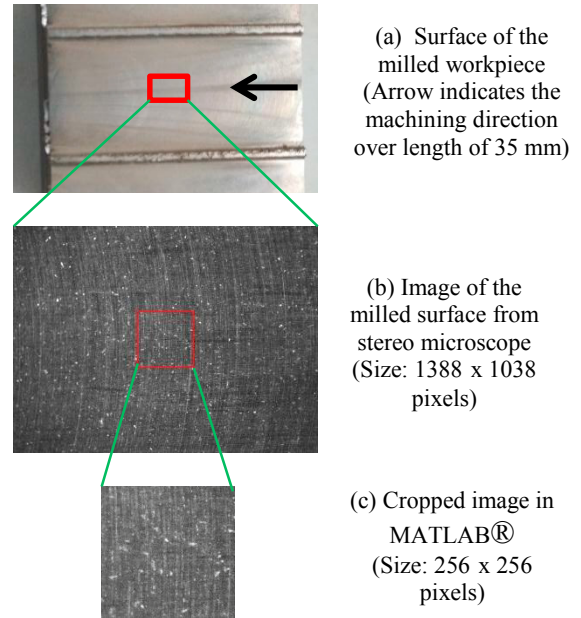 (a) Surface of the
milled workpiece
(Arrow indicates the
machining direction
over length of 35 mm)
(b) Image of the
milled surface from
stereo microscope
(Size: 1388 x 1038
pixels)
(c) Cropped image in
MATLAB®
(Size: 256 x 256
pixels)